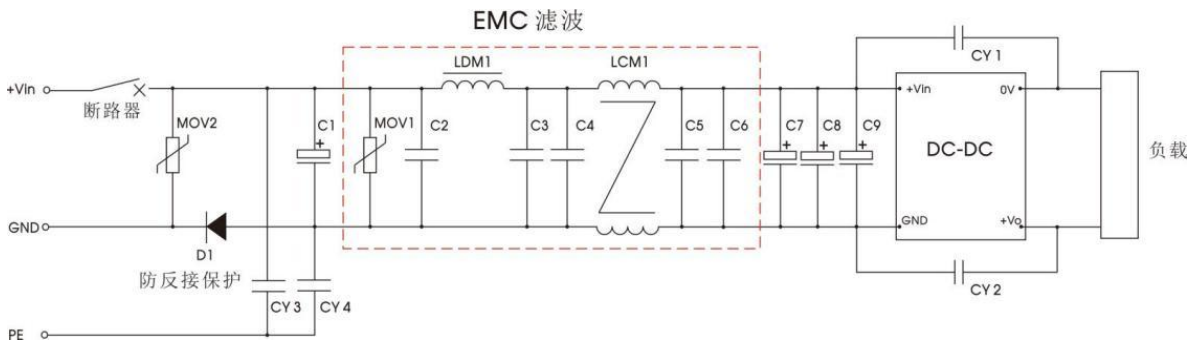 EMC 滤波
CY1
LDM1
LCM1
+Vin
断路器
+Vin
0V
MOV2
C1
+
MOV1
C2
C3
C4
C5
C6
C7
+
C8
+
C9
+
DC-DC
负载
GND
D1
防反接保护
GND
+Vo
CY3
CY4
CY2
PE